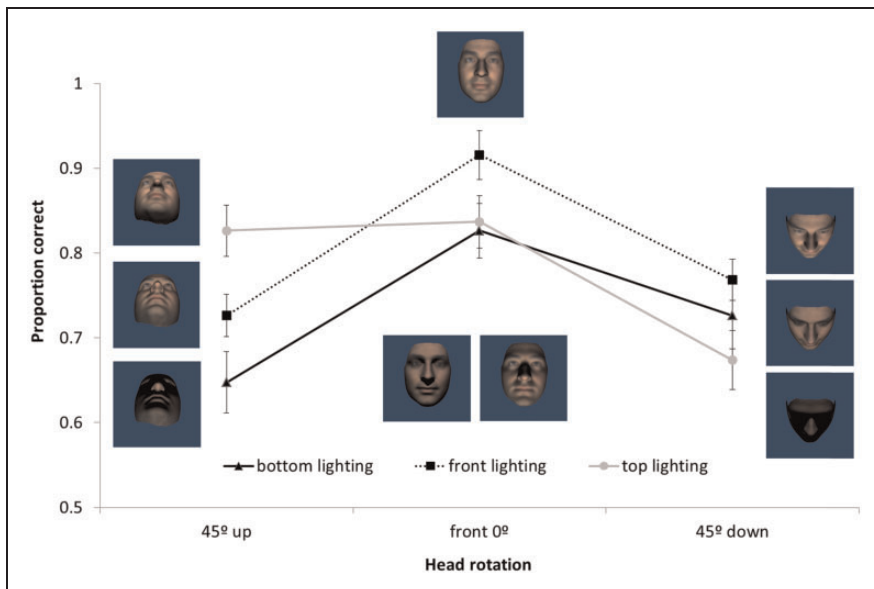 1
0.9
0.8
0.7
0.6
0.5
Proportion correct
bottom lighting front lighting top lighting
45º up front 0º 45º down
Head rotation